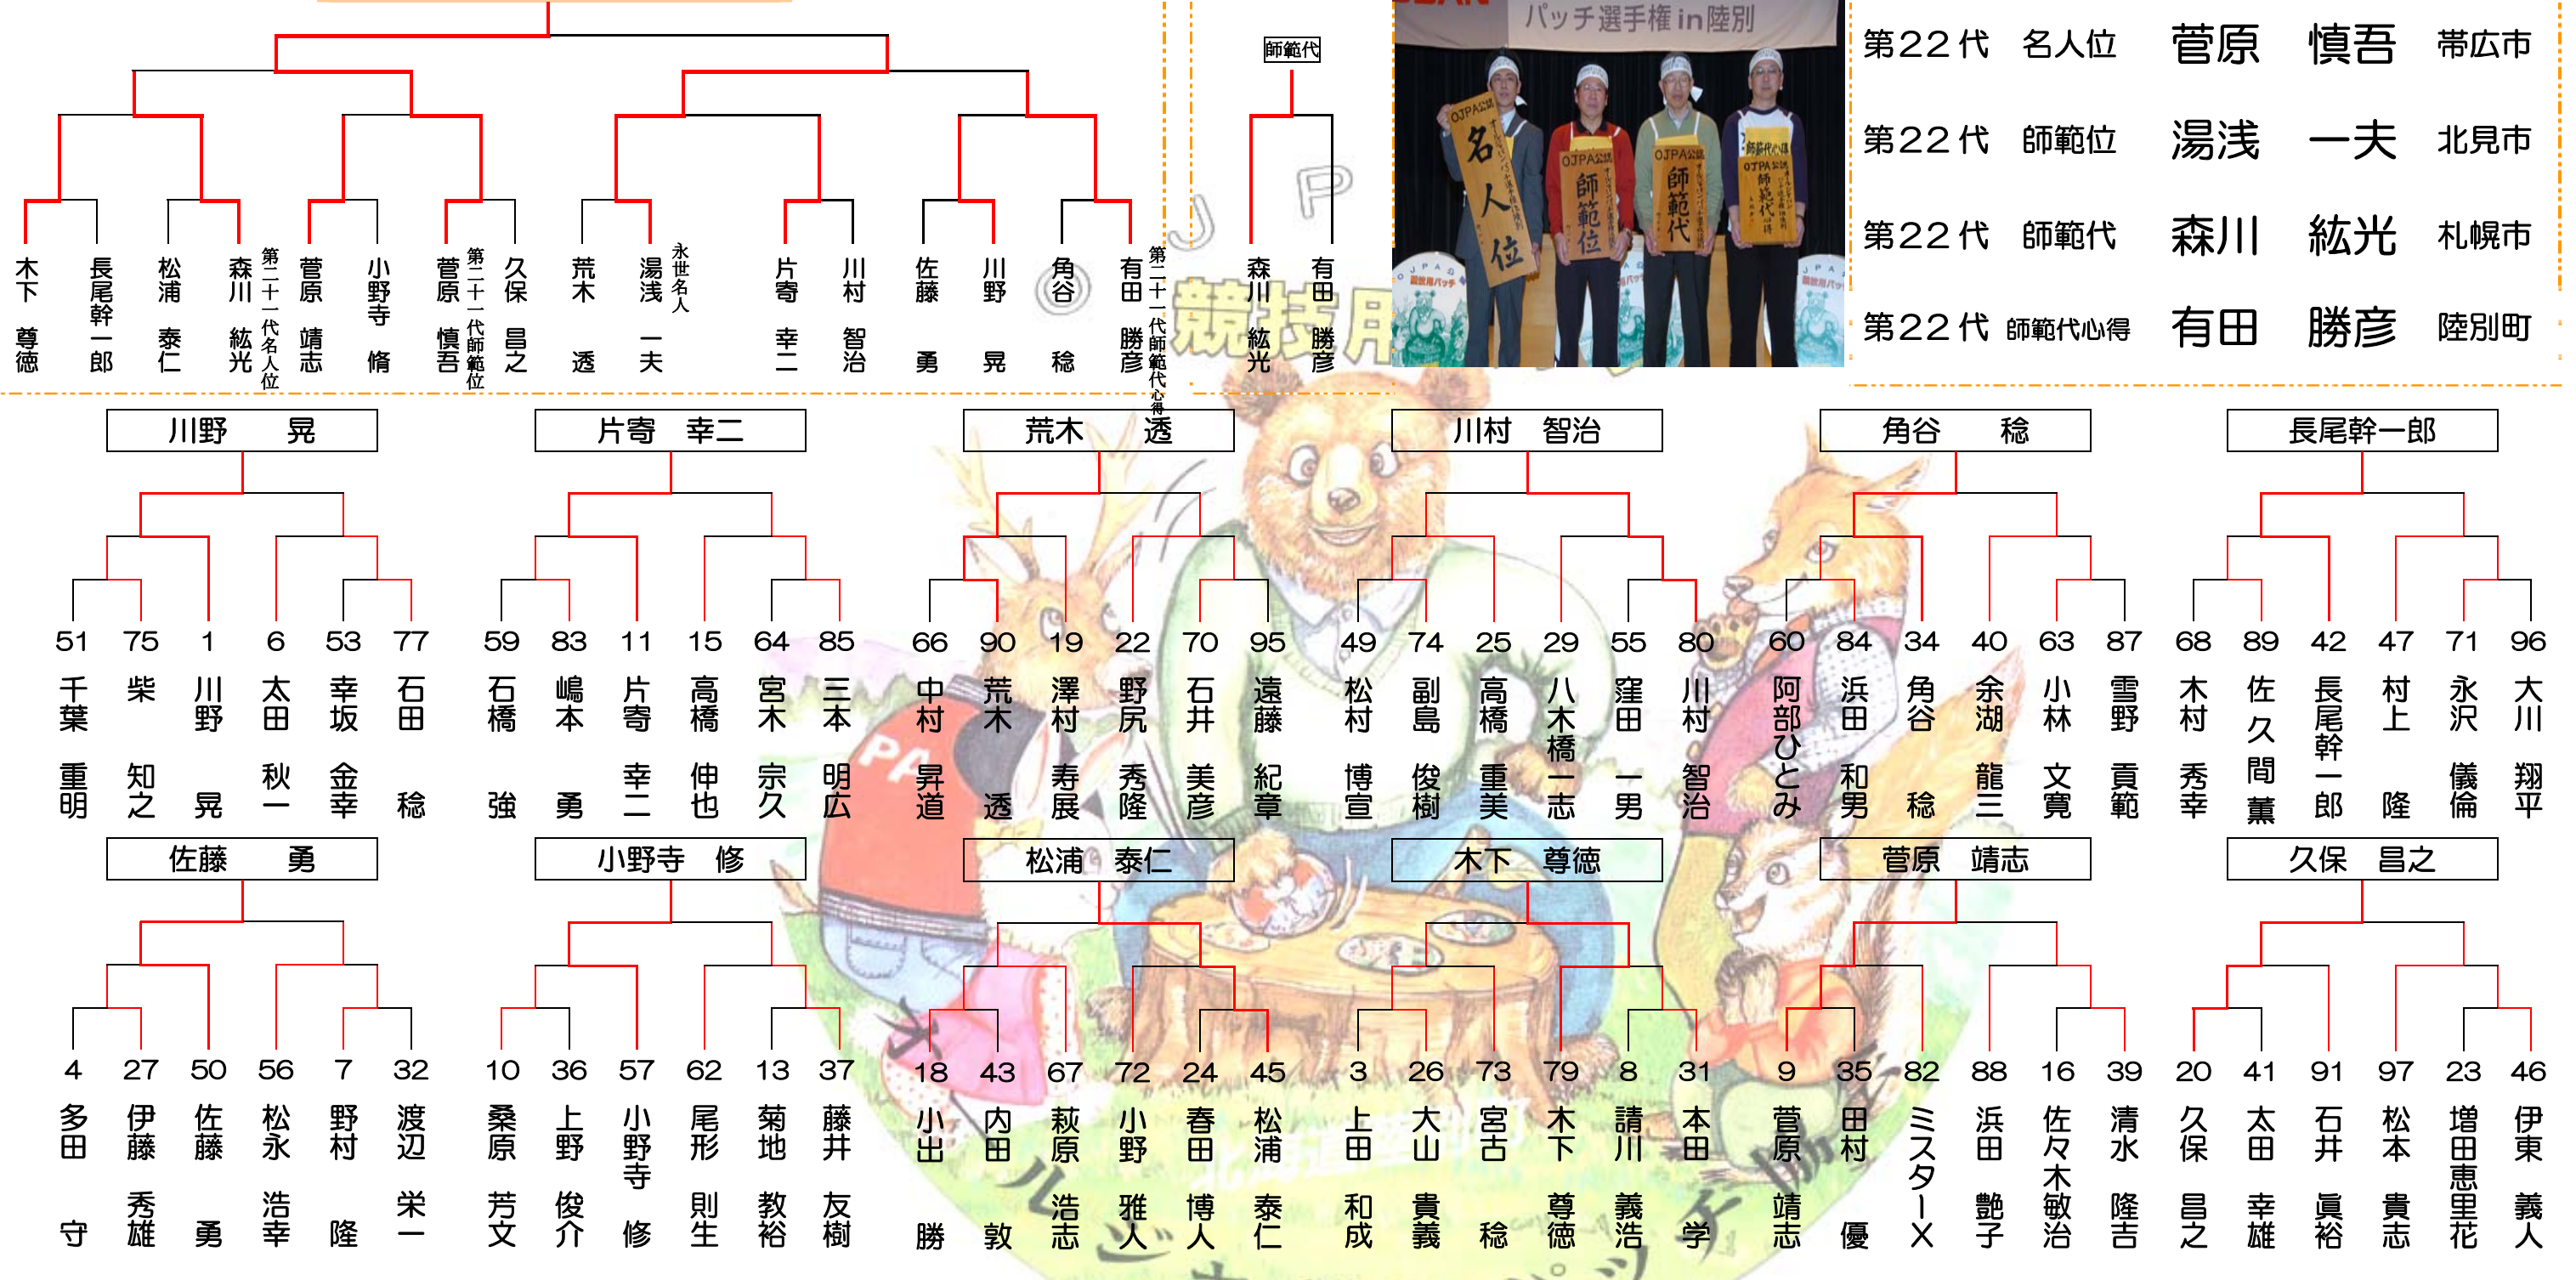 師範代
木下 尊徳
長尾幹一郎
松浦 泰仁
森川 紘光
第二十一代名人位
菅原 靖志
小野寺 脩
菅原 慎吾
第二十一代師範位
久保 昌之
荒木 透
湯浅 一夫
永世名人
片寄 幸二
川村 智治
佐藤 勇
川野 晃
角谷 稔
有田 勝彦
第二十一代師範代心得
森川 紘光
有田 勝彦
パッチ選手権in陸別
OJPA公認
名人位
OJPA公認
師範位
OJPA公認
師範代
OJPA公認
師範代心得
第22代 名人位 菅原 慎吾 帯広市
第22代 師範位 湯浅 一夫 北見市
第22代 師範代 森川 紘光 札幌市
第22代 師範代心得 有田 勝彦 陸別町
J P
競技用
川野 晃
片寄 幸二
荒木 透
川村 智治
角谷 稔
長尾幹一郎
51 75 1 6 53 77 59 83 11 15 64 85 66 90 19 22 70 95 49 74 25 29 55 80 60 84 34 40 63 87 68 89 42 47 71 96
千葉 重明
柴 知之
川野 晃
太田 秋一
幸坂 金幸
石田 稔
石橋 強
嶋本 勇
片寄 幸二
高橋 伸也
宮木 宗久
三本 明広
中村 昇道
荒木 透
澤村 寿展
野尻 秀隆
石井 美彦
遠藤 紀章
松村 博宣
副島 俊樹
高橋 重美
八木橋一志
窪田 一男
川村 智治
阿部ひとみ
浜田 和男
角谷 稔
余湖 龍三
小林 文寛
雪野 貢範
木村 秀幸
佐久間薫
長尾幹一郎
村上 隆
永沢 儀倫
大川 翔平
佐藤 勇
小野寺 修
松浦 泰仁
木下 尊徳
菅原 靖志
久保 昌之
4 27 50 56 7 32 10 36 57 62 13 37 18 43 67 72 24 45 3 26 73 79 8 31 9 35 82 88 16 39 20 41 91 97 23 46
多田 守
伊藤 秀雄
佐藤 勇
松永 浩幸
野村 隆
渡辺 栄一
桑原 芳文
上野 俊介
小野寺 修
尾形 則生
菊地 教裕
藤井 友樹
小出 勝
内田 敦
萩原 浩志
小野 雅人
春田 博人
松浦 泰仁
上田 和成
大山 貴義
宮古 稔
木下 尊徳
請川 義浩
本田 学
菅原 靖志
田村 優
ミスターX
浜田 艶子
佐々木敏治
清水 隆吉
久保 昌之
太田 幸雄
石井 眞裕
松本 貴志
増田恵里花
伊東 義人